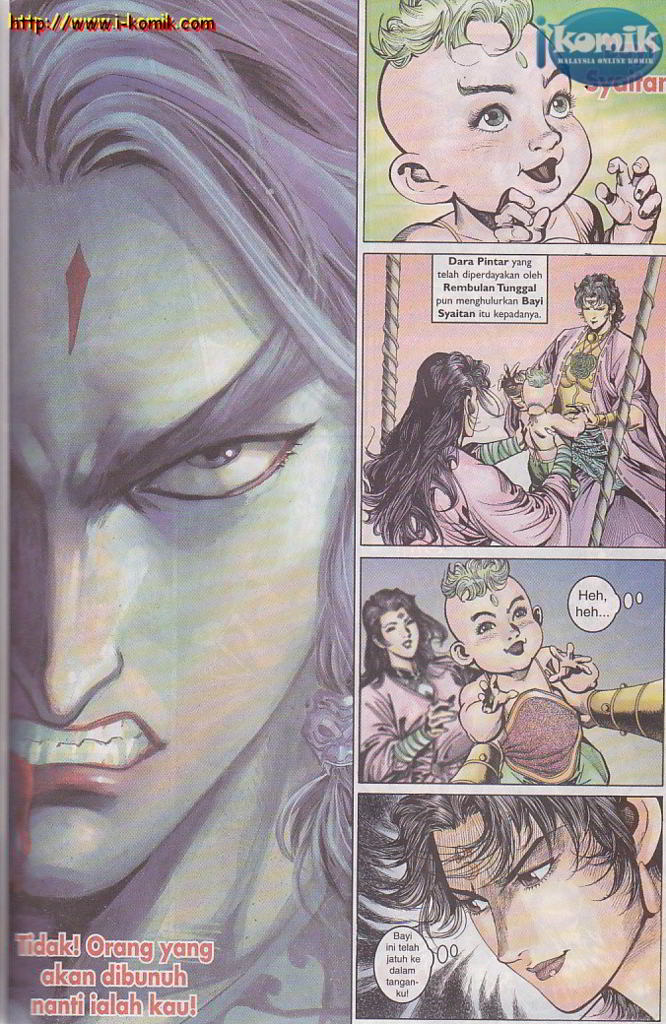 http://www.i-komik.com
ikomik
MALAYSIA ONLINE KOMIK
Syaitan
Dara Pintar yang
telah diperdayakan oleh
Rembulan Tunggal
pun menghulurkan Bayi
Syaitan itu kepadanya.
Heh,
heh...
Bayi
ini telah
jatuh ke
dalam
tangan-
ku!
Tidak! Orang yang
akan dibunuh
nanti ialah kau!